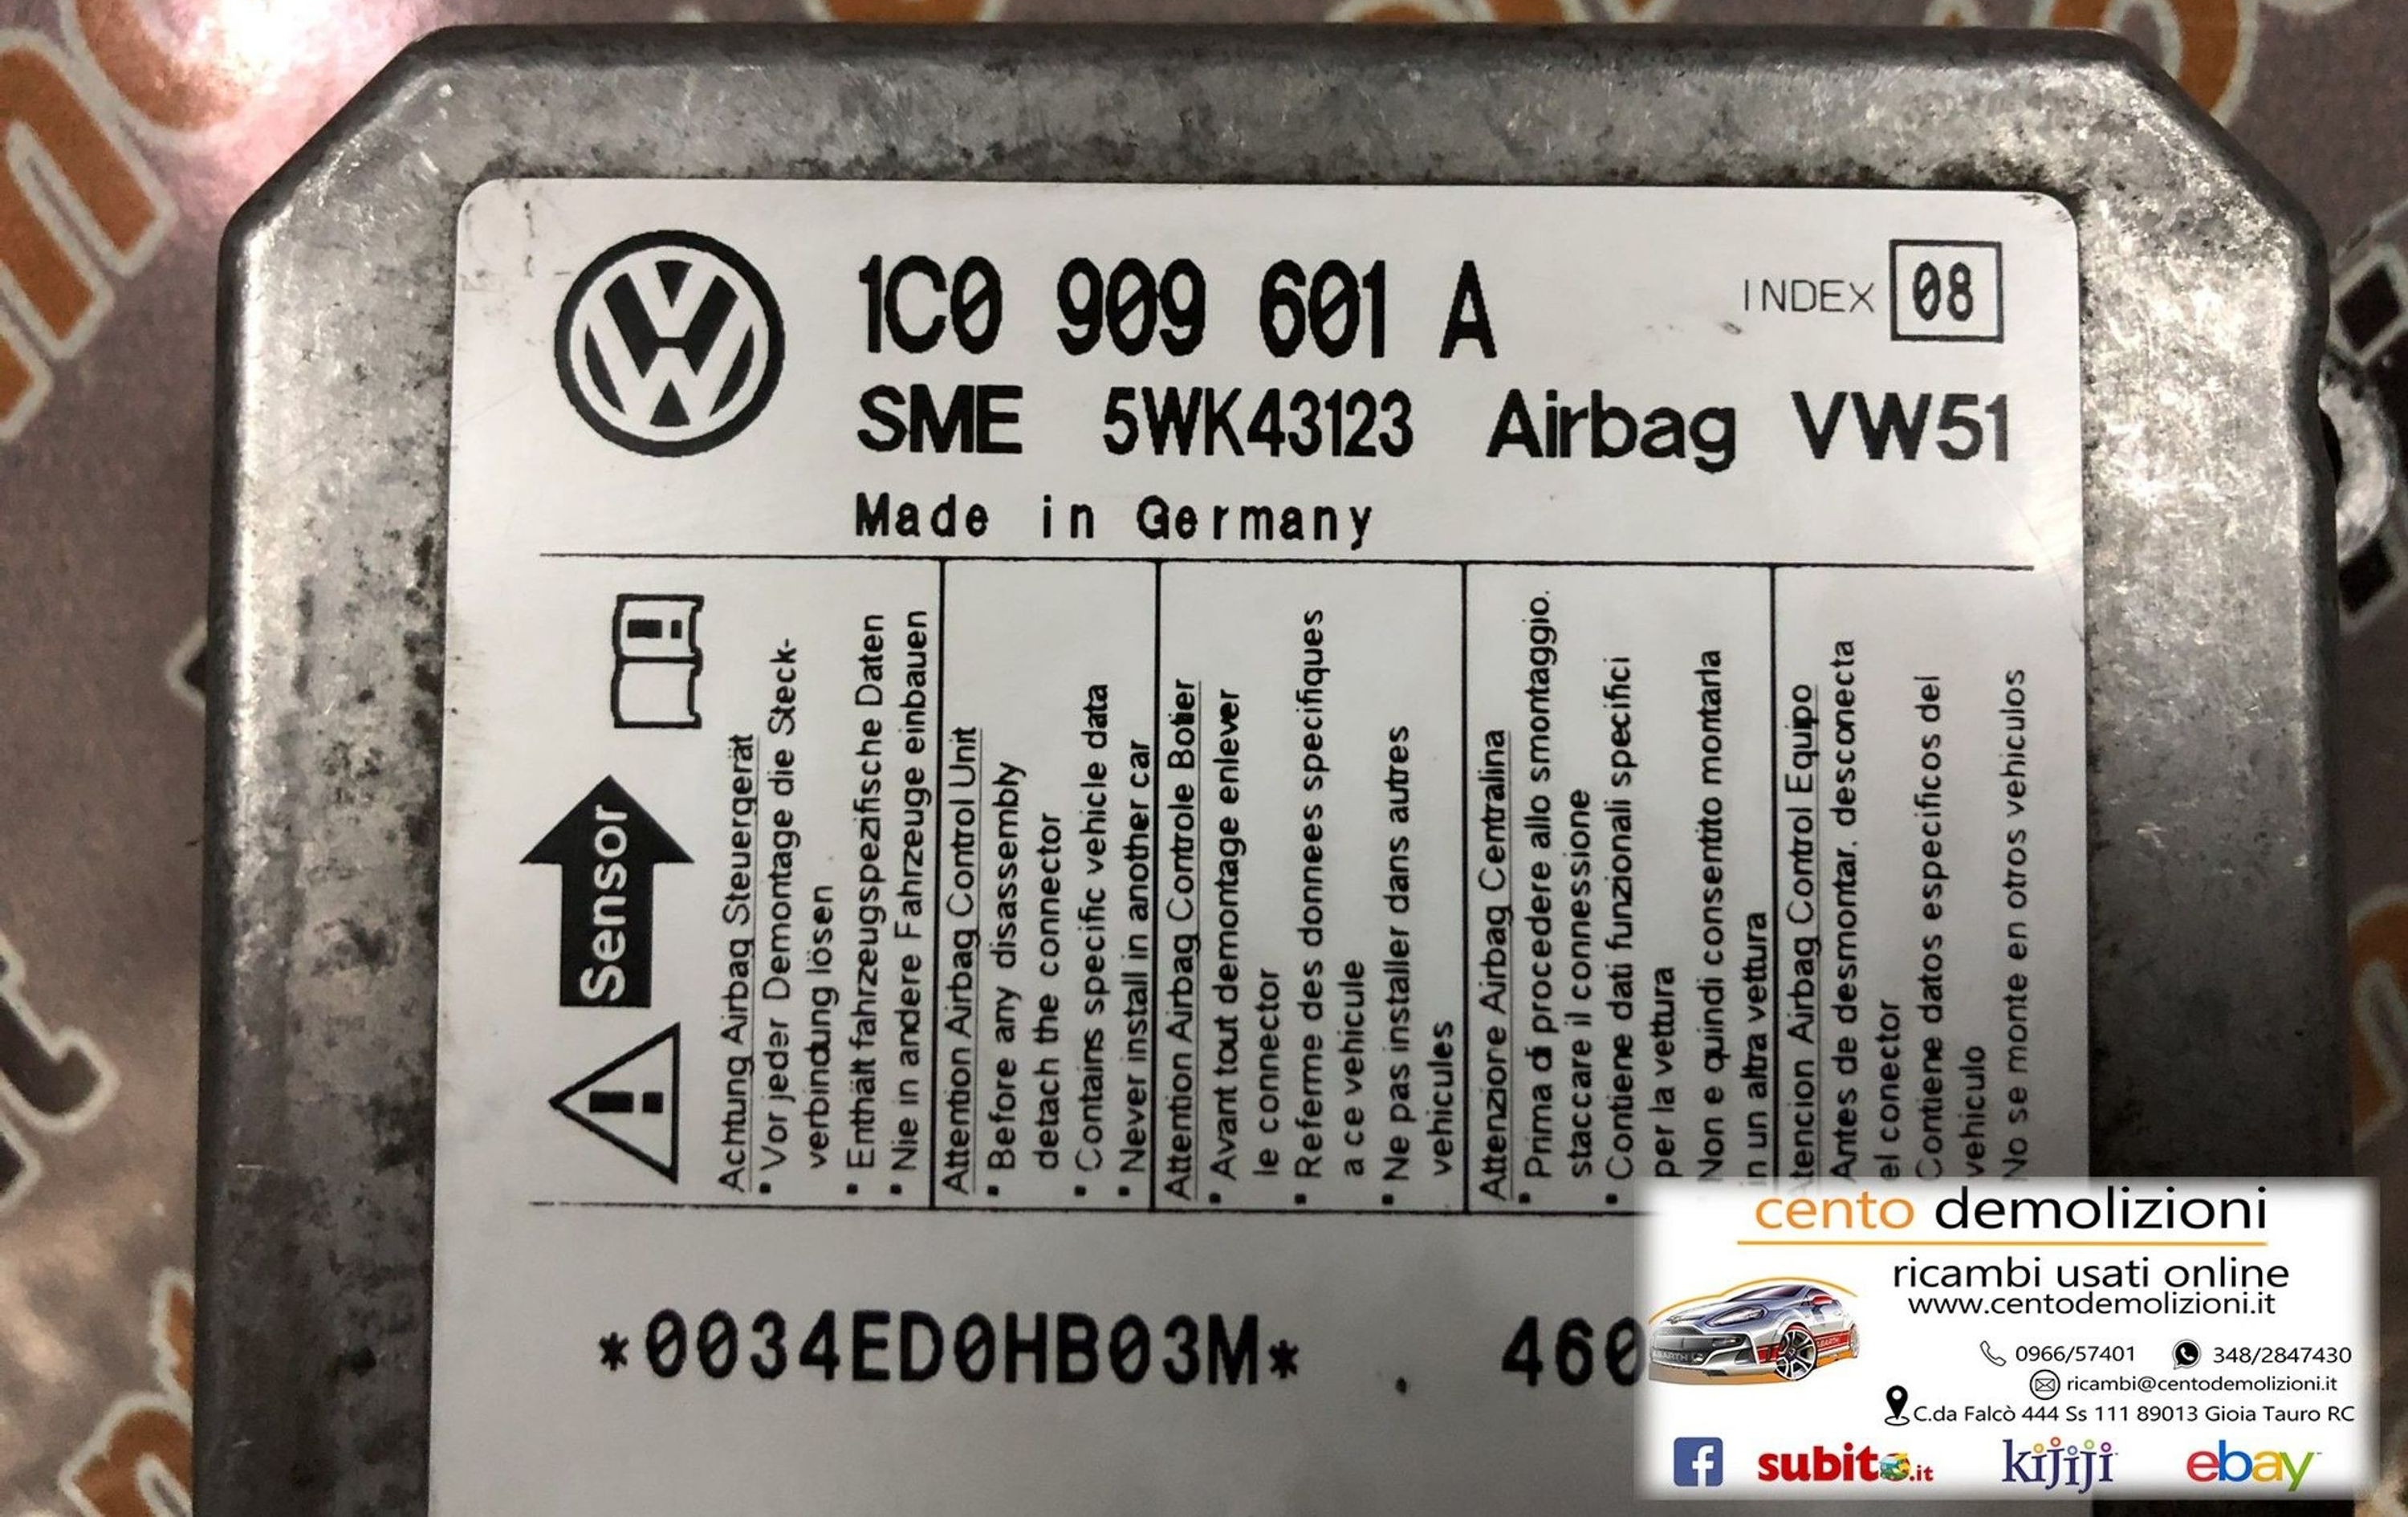 1C0 909 601 A
INDEX 08
SME 5WK43123 Airbag VW51
Made in Germany
Sensor
Achtung Airbag Steuergerät
• Vor jeder Demontage die Steck-
verbindung lösen
• Enthält fahrzeugspezifische Daten
• Nie in andere Fahrzeuge einbauen
Attention Airbag Control Unit
• Before any disassembly
detach the connector
• Contains specific vehicle data
• Never install in another car
Attention Airbag Controle Botier
• Avant tout demontage enlever
le connector
• Referme des donnees specifiques
a ce vehicule
• Ne pas installer dans autres
vehicules
Attenzione Airbag Centralina
• Prima di procedere allo smontaggio.
staccare il connessione
• Contiene dati funzionali specifici
per la vettura
Non e quindi consentito montarla
in un altra vettura
Atencion Airbag Control Equipo
Antes de desmontar. desconecta
el conector
Contiene datos especificos del
vehiculo
No se monte en otros vehiculos
*0034ED0HB03M* . 460
cento demolizioni
ricambi usati online
www.centodemolizioni.it
0966/57401 348/2847430
ricambi@centodemolizioni.it
C.da Falcò 444 Ss 111 89013 Gioia Tauro RC
f subito.it kijiji ebay